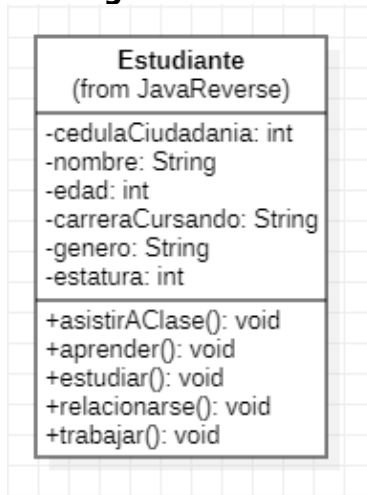 Estudiante
(from JavaReverse)
-cedulaCiudadania: int
-nombre: String
-edad: int
-carreraCursando: String
-genero: String
-estatura: int
+asistirAClase(): void
+aprender(): void
+estudiar(): void
+relacionarse(): void
+trabajar(): void